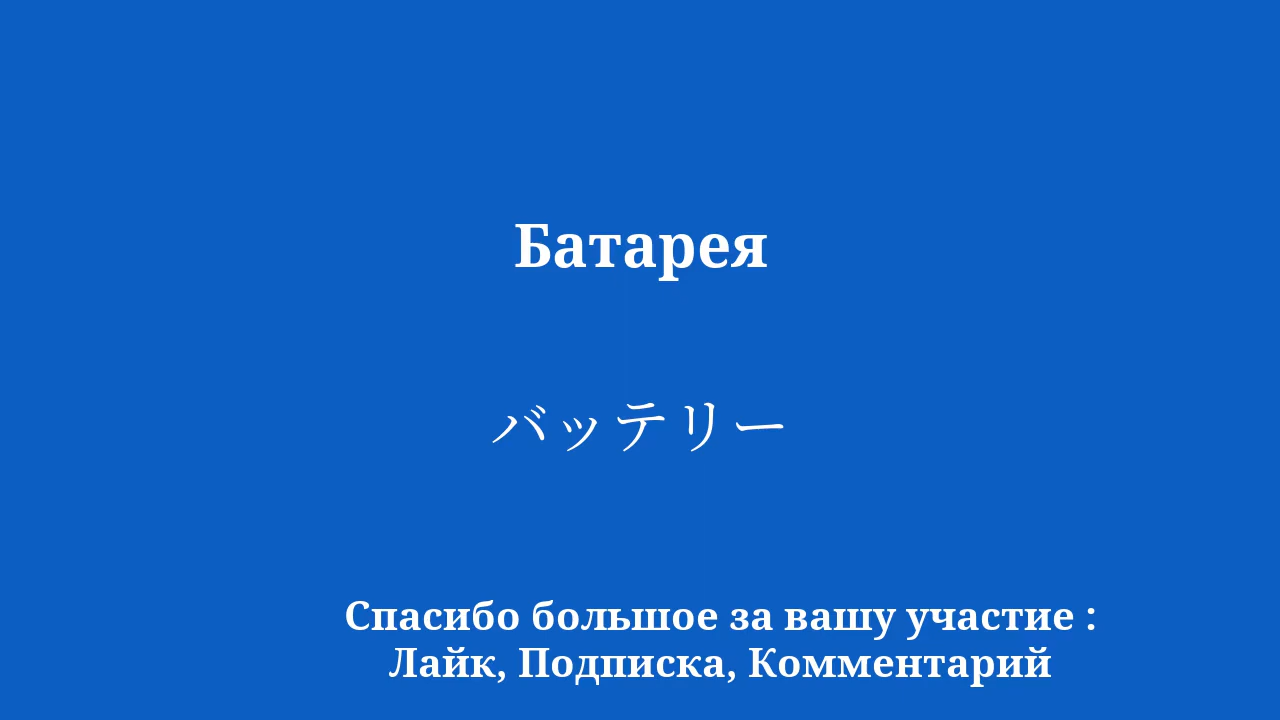 Батарея
バッテリー
Спасибо большое за вашу участие :
Лайк, Подписка, Комментарий